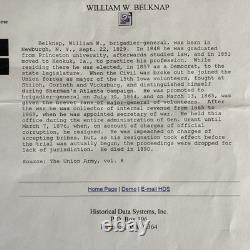 WILLIAM W. BELKNAP
Belknap, William W., brigadier-general, was born in
Newburgh, N. Y., sept. 22, 1829. In 1848 he was graduated
from Princeton university, afterwards studied law, and in 1851
moved to Keokuk, Ia., to practice his profession. While
residing there he was elected, in 1857 as a Democrat, to the
state legislature. When the Civil war broke out he joined the
Union forces as major of the 15th Iowa volunteers, fought at
Shiloh, Corinth and Vicksburg, and distinguished himself during
Sherman's Atlanta campaign. He was promoted to
brigadier-general on July 30, 1864, and on March 13, 1865, was
given the brevet rank of major-general of volunteers. After
the war he was collector of internal revenue from 1865 to
1869, when he was appointed secretary of war. He held this
office during the entire administration of Gen. Grant until
March 7, 1876, when, on account of charges of official
corruption, he resigned. He was impeached on charges of
accepting bribes, but, as his resignation took effect before
the trial was actually begun, the proceedings were dropped for
lack of jurisdiction. He died in 1890.
Source: The Union Army, vol. 8
Home Page | Demo | E-mail HDS
Historical Data Systems, Inc.
P.O. Box